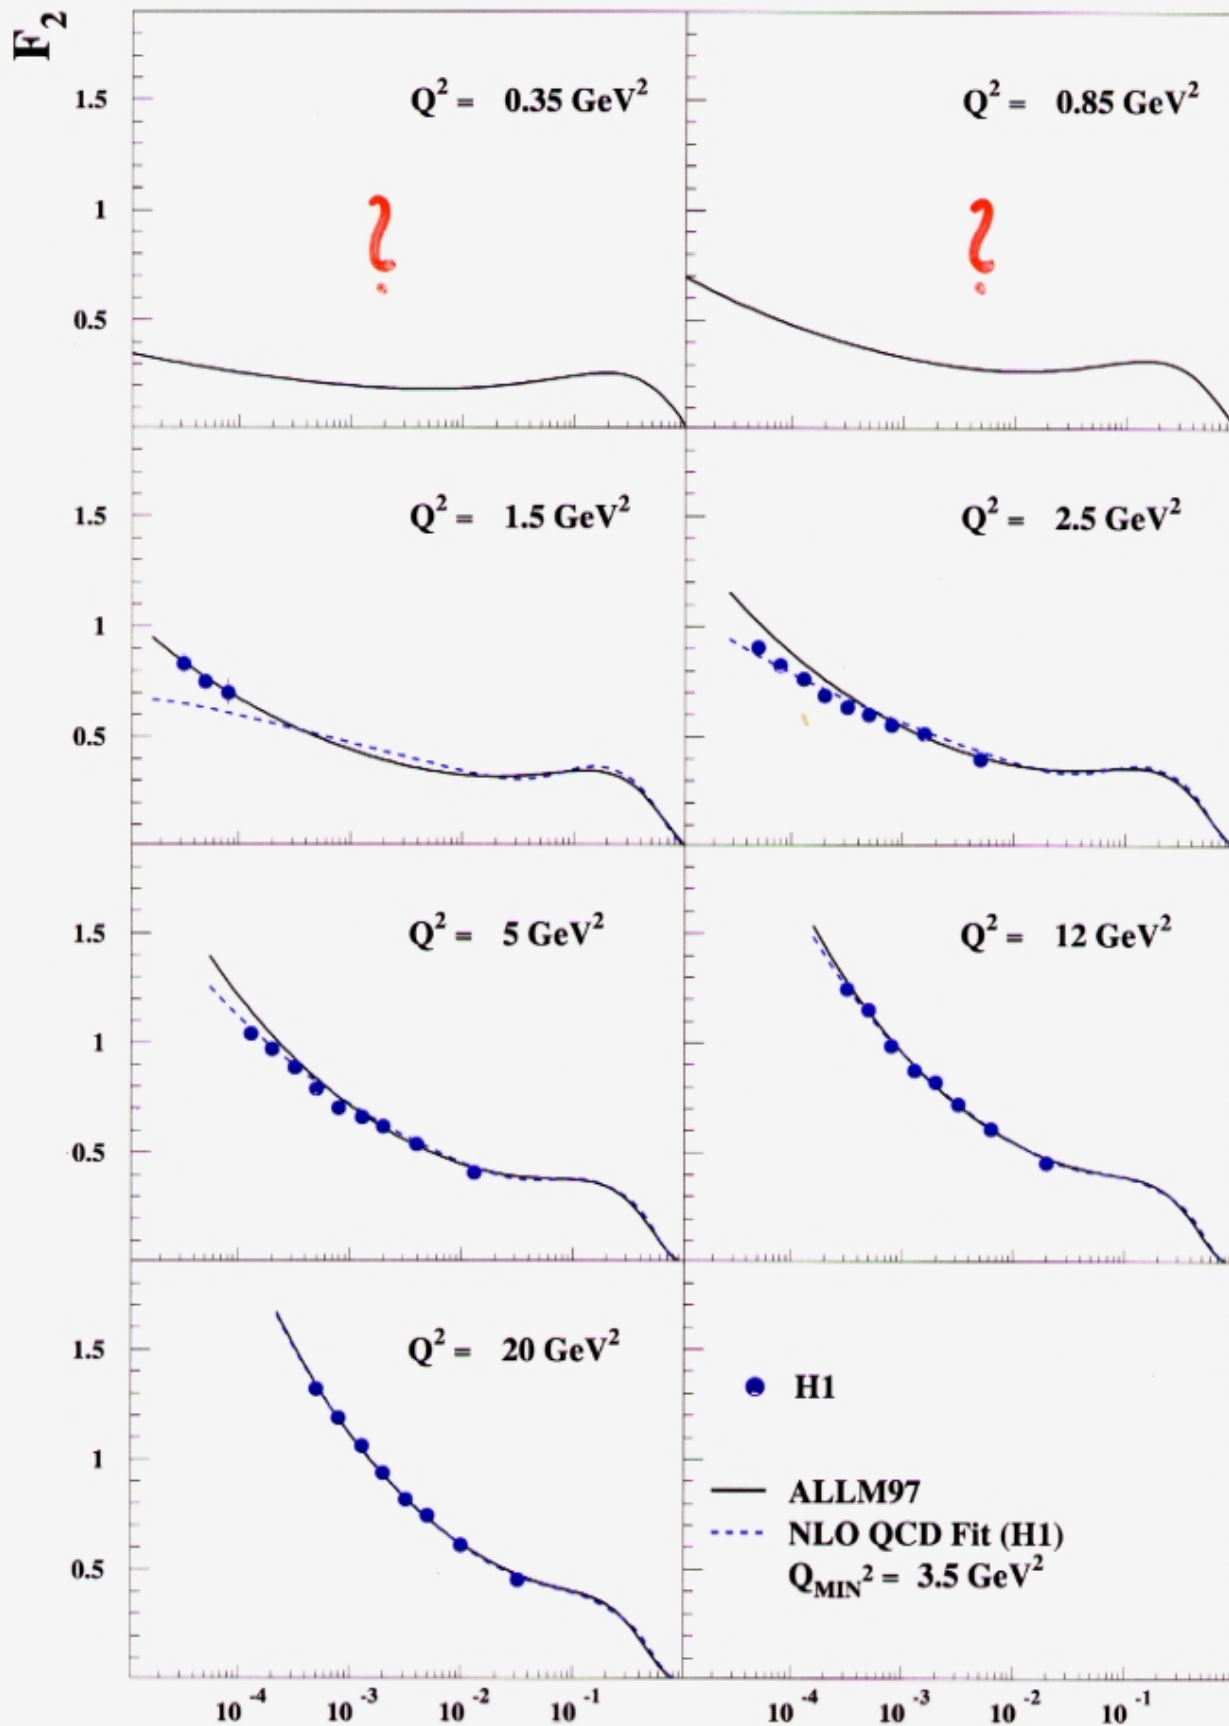 F₂
Q² = 0.35 GeV²
Q² = 0.85 GeV²
1.5
1
0.5
?
?
Q² = 1.5 GeV²
Q² = 2.5 GeV²
1.5
1
0.5
Q² = 5 GeV²
Q² = 12 GeV²
1.5
1
0.5
Q² = 20 GeV²
1.5
1
0.5
H1
ALLM97
NLO QCD Fit (H1)
Q_MIN² = 3.5 GeV²
10⁻⁴ 10⁻³ 10⁻² 10⁻¹
10⁻⁴ 10⁻³ 10⁻² 10⁻¹